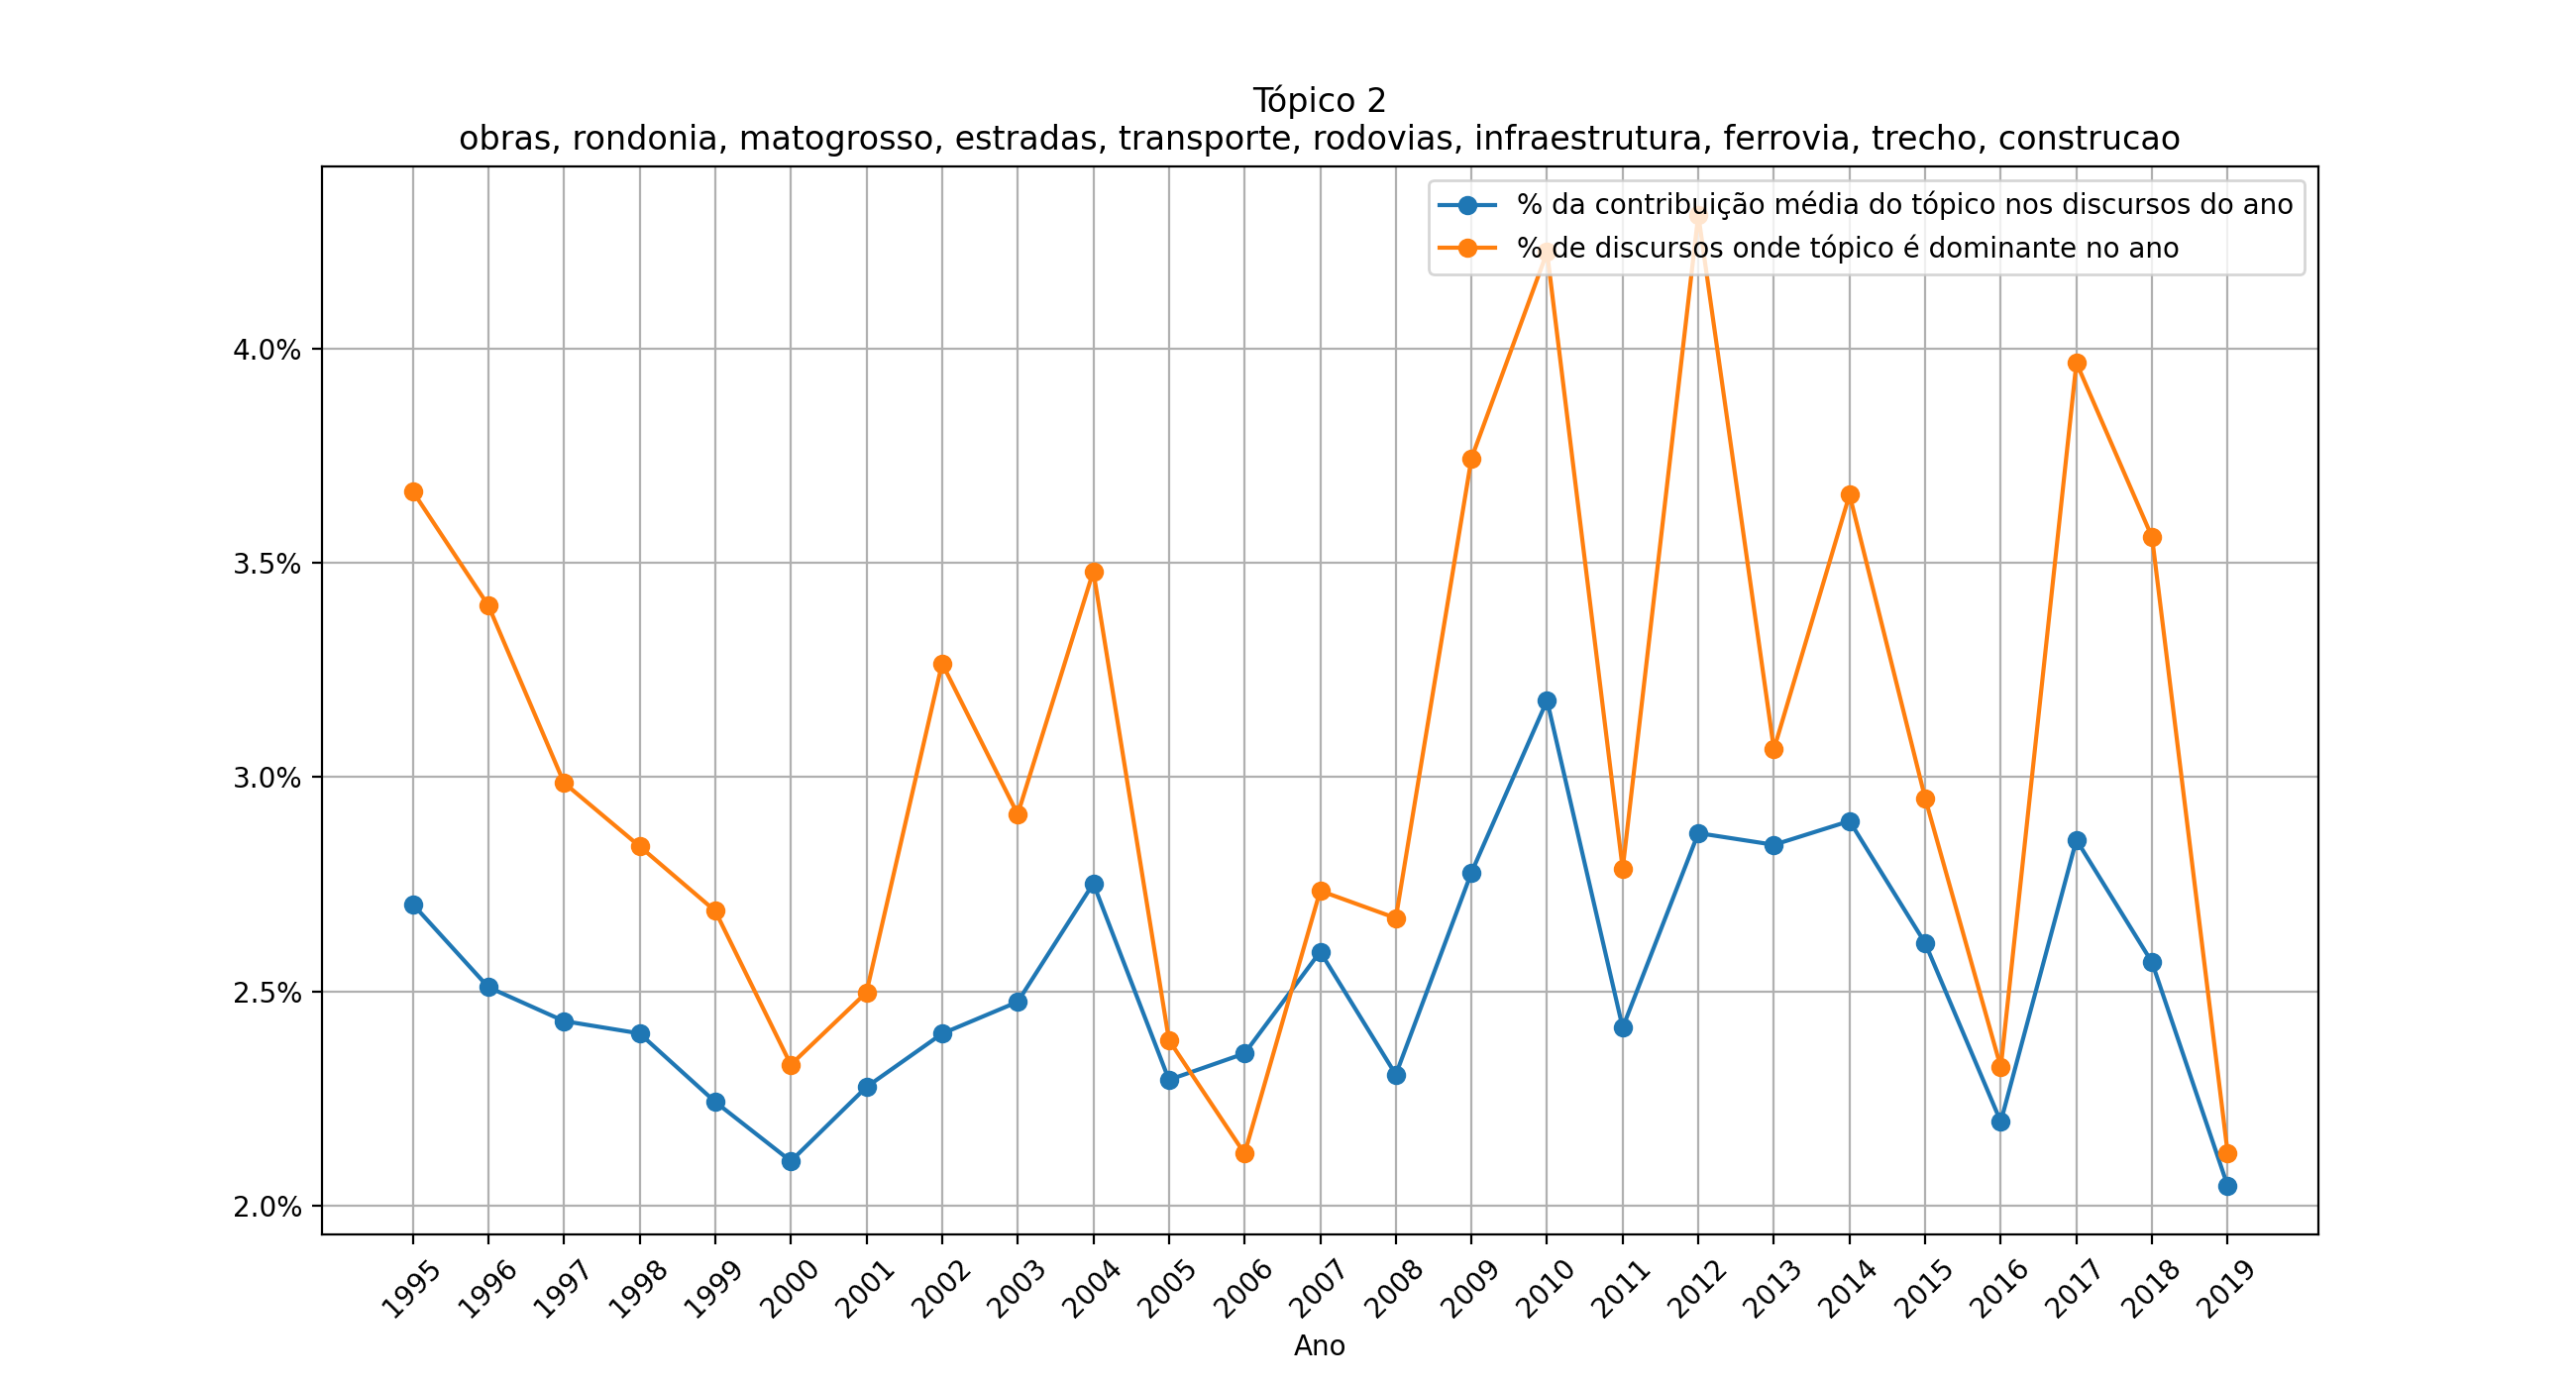 Tópico 2
obras, rondonia, matogrosso, estradas, transporte, rodovias, infraestrutura, ferrovia, trecho, construcao
% da contribuição média do tópico nos discursos do ano
% de discursos onde tópico é dominante no ano
4.0%
3.5%
3.0%
2.5%
2.0%
1995 1996 1997 1998 1999 2000 2001 2002 2003 2004 2005 2006 2007 2008 2009 2010 2011 2012 2013 2014 2015 2016 2017 2018 2019
Ano